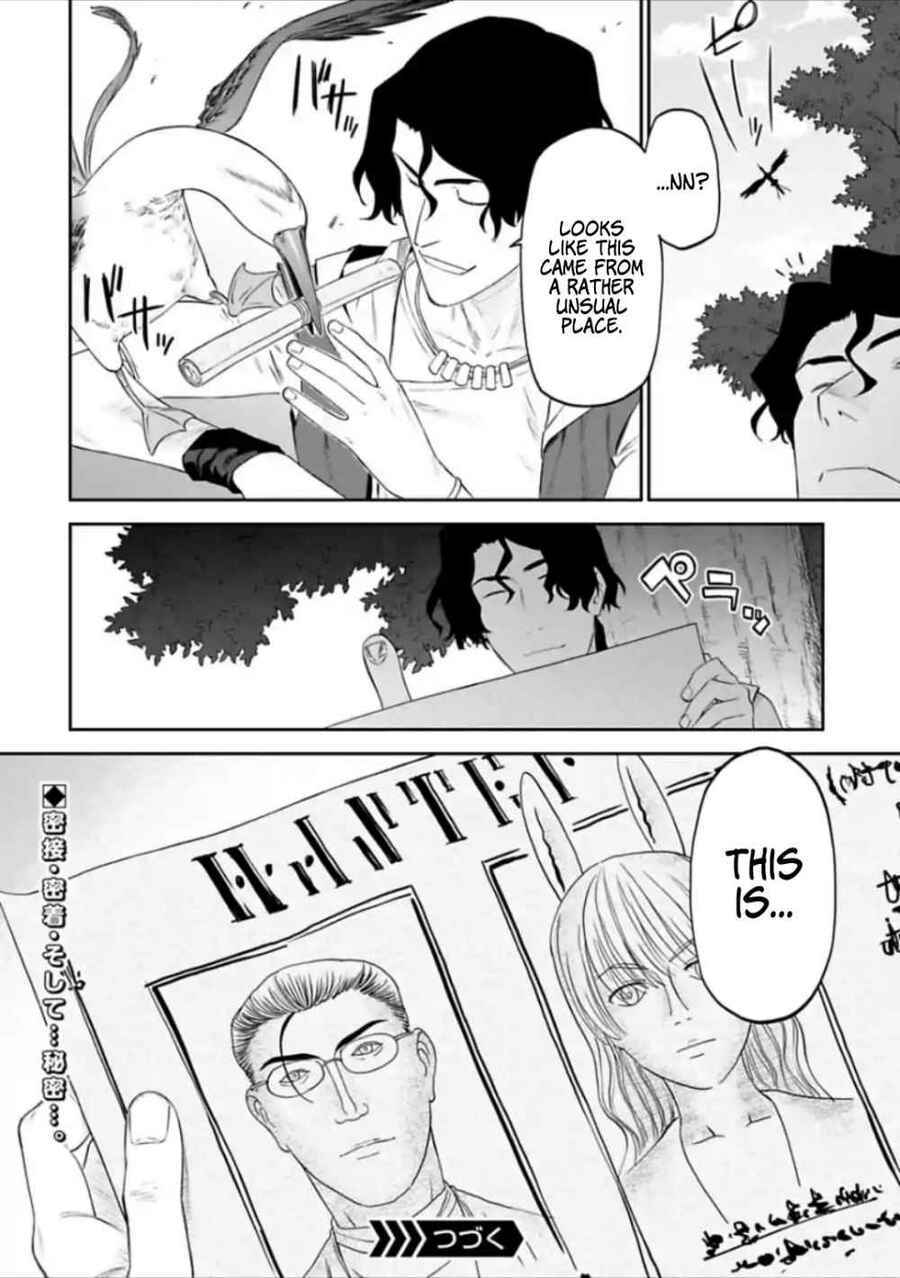 ピィッ
...NN?
LOOKS
LIKE THIS
CAME FROM
A RATHER
UNSUAL
PLACE.
バサ
バサ
ペラッ
THIS
IS...
◆密接・密着・そして…秘密…。
つづく